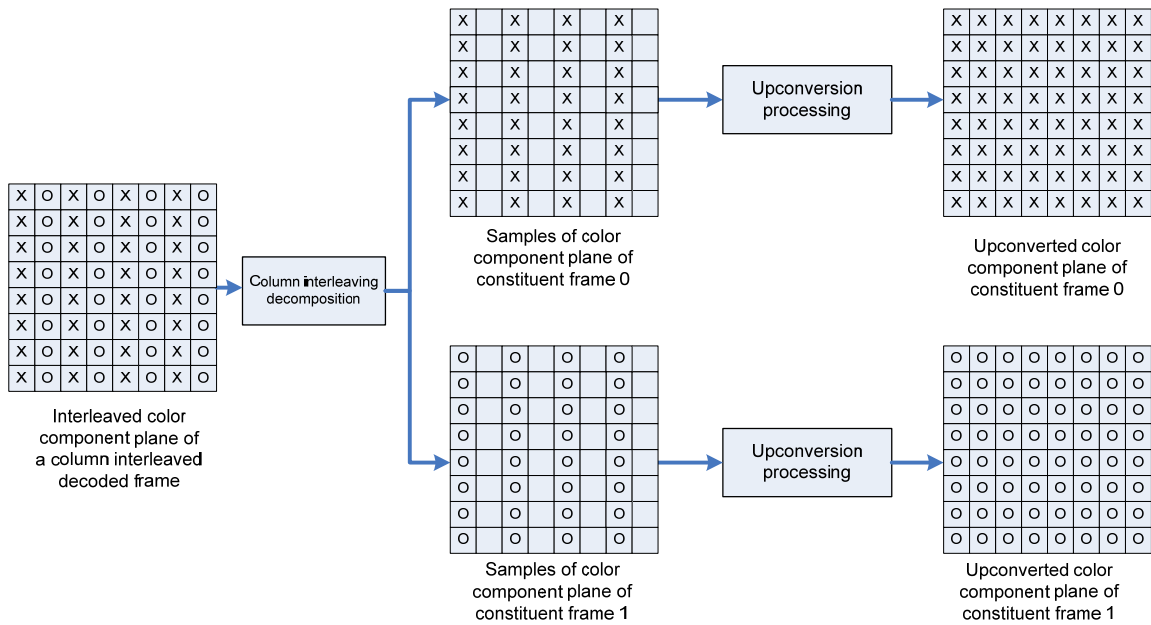 X X X X
X X X X
X X X X
X X X X
X X X X
X X X X
X X X X
X X X X
Samples of color
component plane of
constituent frame 0
Upconversion
processing
X X X X X X X X
X X X X X X X X
X X X X X X X X
X X X X X X X X
X X X X X X X X
X X X X X X X X
X X X X X X X X
X X X X X X X X
Upconverted color
component plane of
constituent frame 0
X O X O X O X O
X O X O X O X O
X O X O X O X O
X O X O X O X O
X O X O X O X O
X O X O X O X O
X O X O X O X O
X O X O X O X O
Interleaved color
component plane of
a column interleaved
decoded frame
Column interleaving
decomposition
O O O O
O O O O
O O O O
O O O O
O O O O
O O O O
O O O O
O O O O
Samples of color
component plane of
constituent frame 1
Upconversion
processing
O O O O O O O O
O O O O O O O O
O O O O O O O O
O O O O O O O O
O O O O O O O O
O O O O O O O O
O O O O O O O O
O O O O O O O O
Upconverted color
component plane of
constituent frame 1